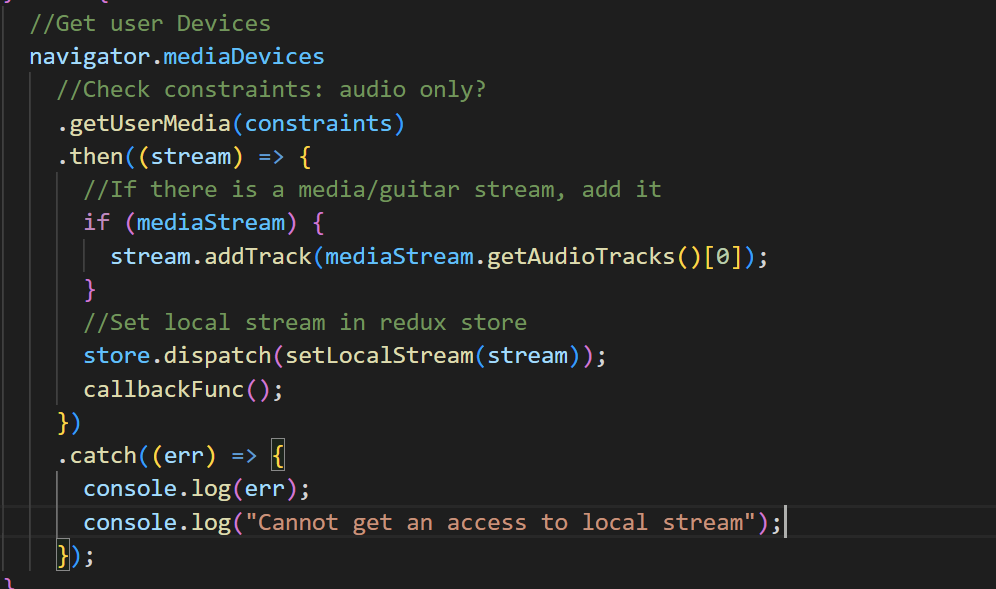 //Get user Devices
navigator.mediaDevices
//Check constraints: audio only?
.getUserMedia(constraints)
.then((stream) => {
//If there is a media/guitar stream, add it
if (mediaStream) {
stream.addTrack(mediaStream.getAudioTracks()[0]);
}
//Set local stream in redux store
store.dispatch(setLocalStream(stream));
callbackFunc();
})
.catch((err) => {
console.log(err);
console.log("Cannot get an access to local stream");
});
}